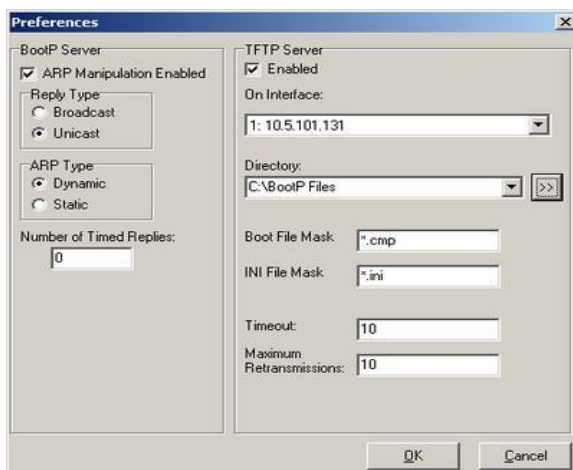 Preferences
BootP Server
ARP Manipulation Enabled
Reply Type
Broadcast
Unicast
ARP Type
Dynamic
Static
Number of Timed Replies:
0
TFTP Server
Enabled
On Interface:
1: 10.5.101.131
Directory:
C:\BootP Files
>>
Boot File Mask
*.cmp
INI File Mask
*.ini
Timeout:
10
Maximum
Retransmissions:
10
OK
Cancel